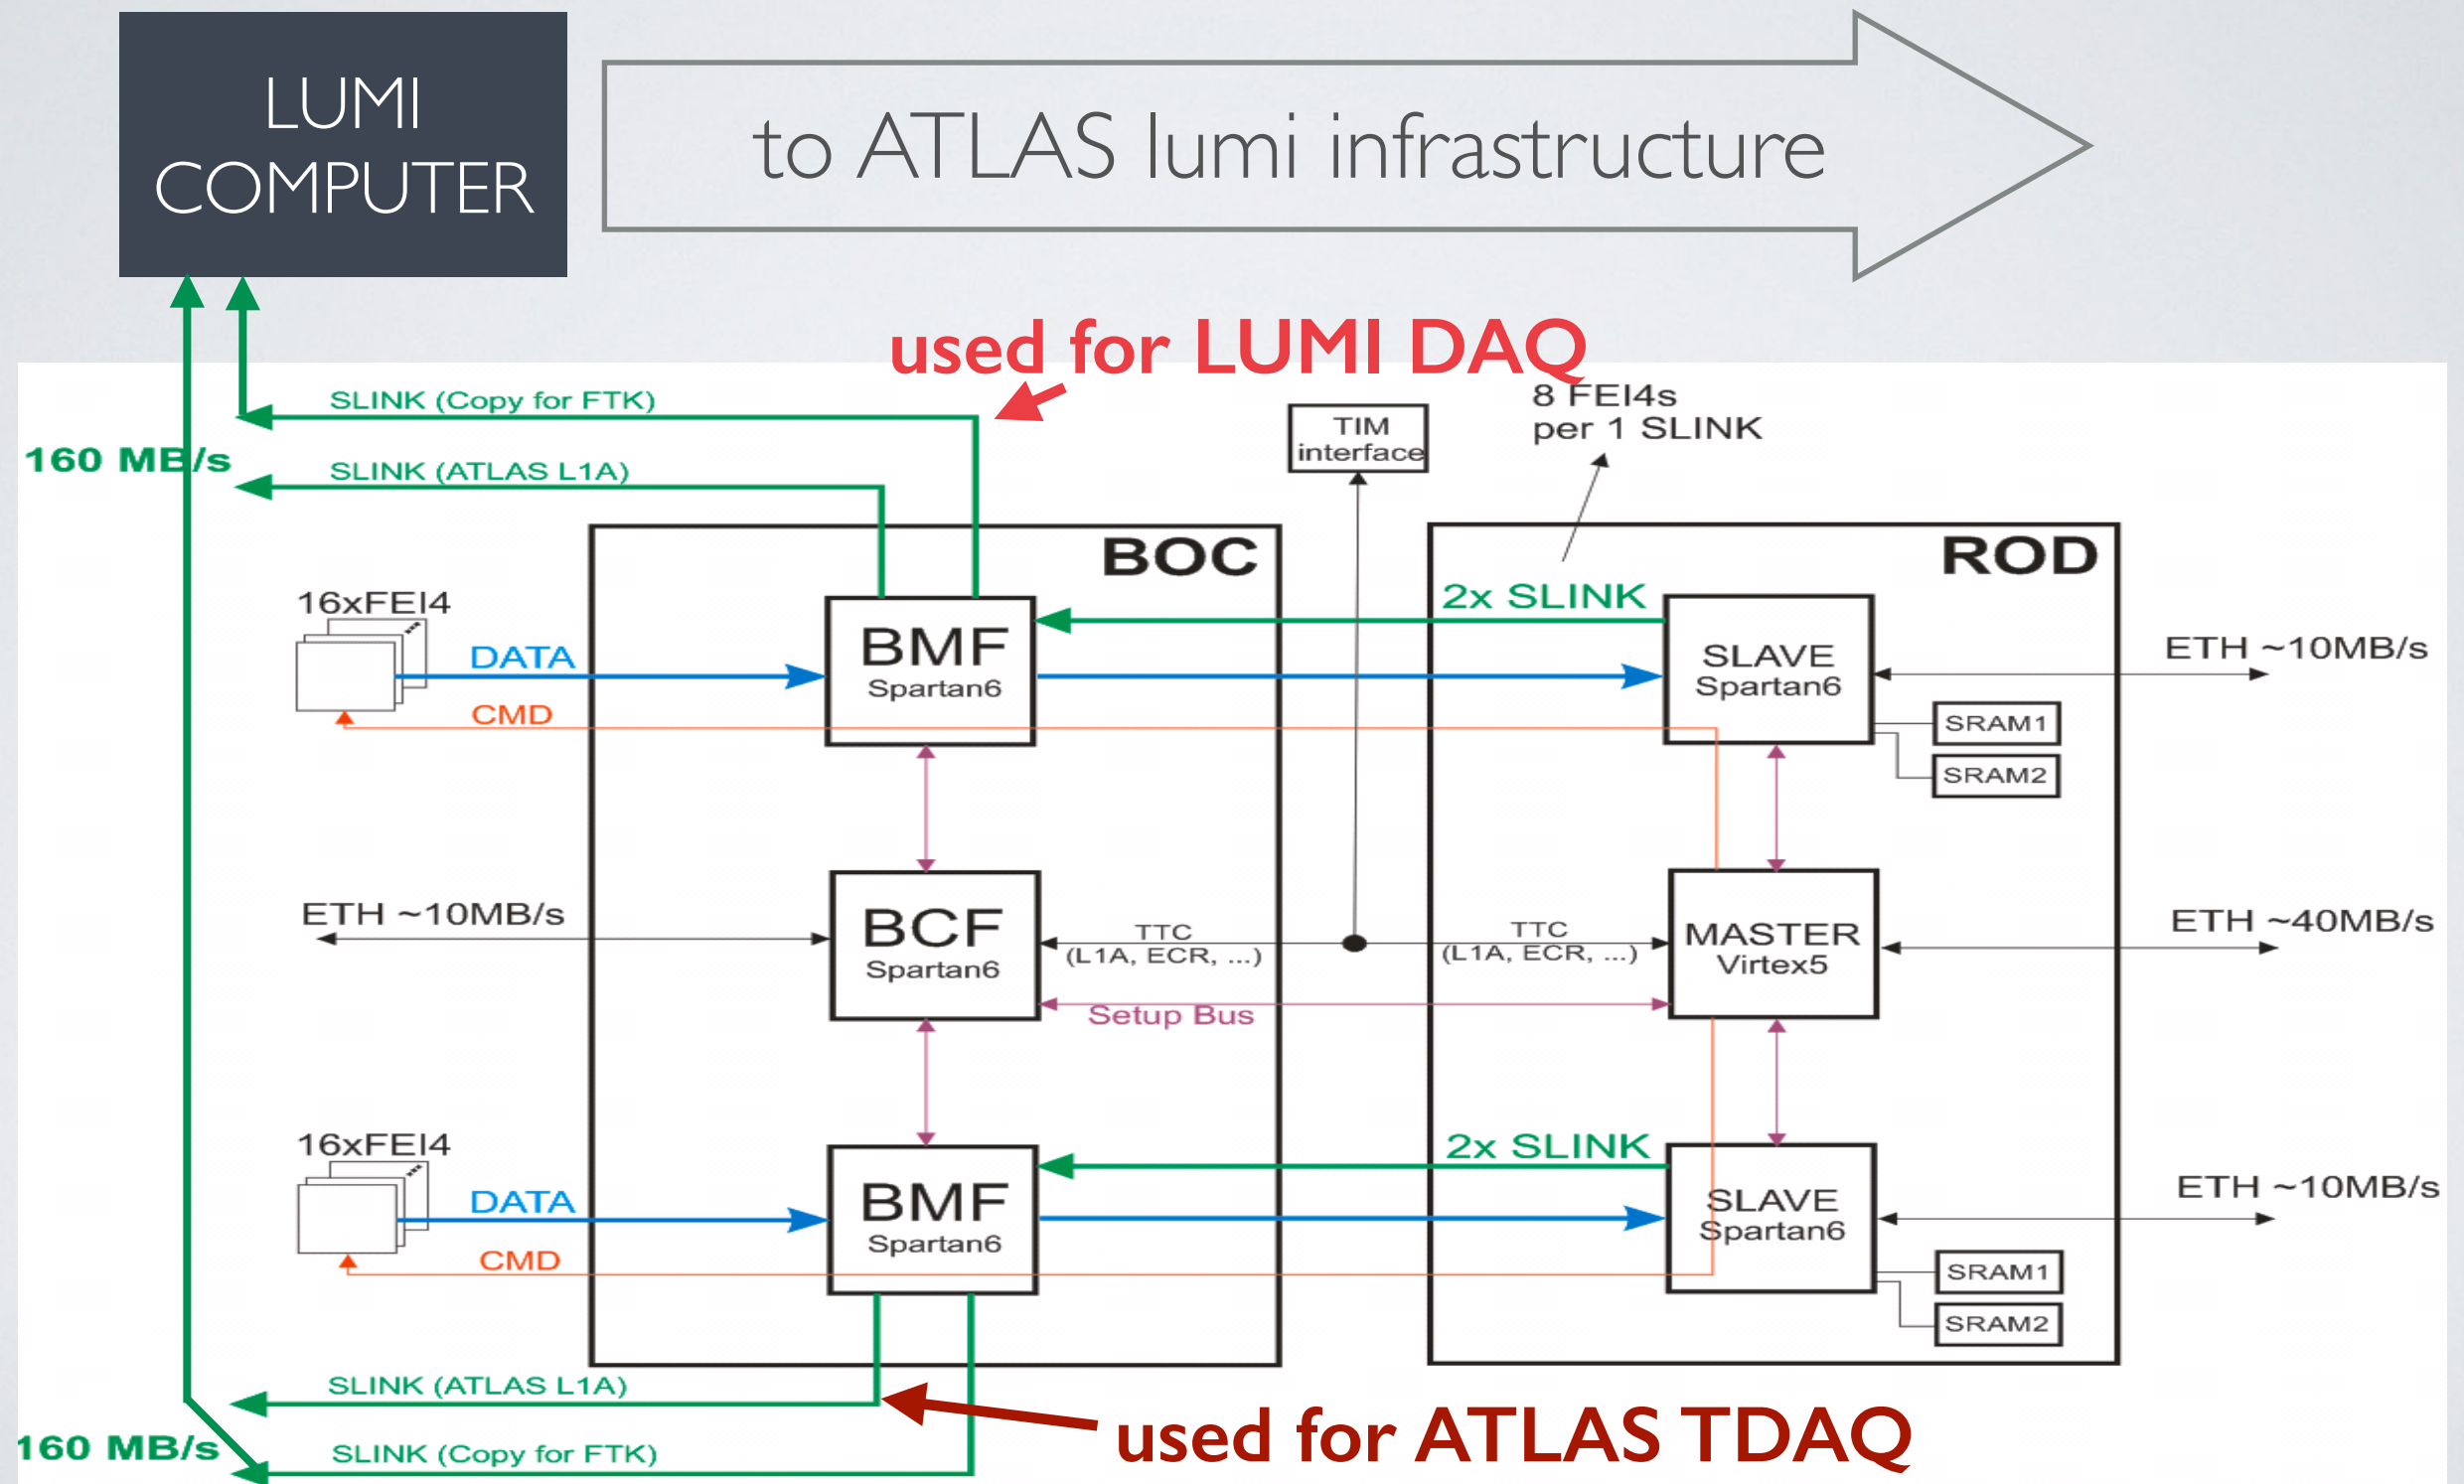 LUMI
COMPUTER
to ATLAS lumi infrastructure
used for LUMI DAQ
SLINK (Copy for FTK)
160 MB/s
SLINK (ATLAS L1A)
TIM
interface
8 FEI4s
per 1 SLINK
BOC
ROD
16xFEI4
DATA
CMD
BMF
Spartan6
2x SLINK
SLAVE
Spartan6
ETH ~10MB/s
SRAM1
SRAM2
ETH ~10MB/s
BCF
Spartan6
TTC
(L1A, ECR, ...)
TTC
(L1A, ECR, ...)
Setup Bus
MASTER
Virtex5
ETH ~40MB/s
16xFEI4
DATA
CMD
BMF
Spartan6
2x SLINK
SLAVE
Spartan6
ETH ~10MB/s
SRAM1
SRAM2
SLINK (ATLAS L1A)
160 MB/s
SLINK (Copy for FTK)
used for ATLAS TDAQ